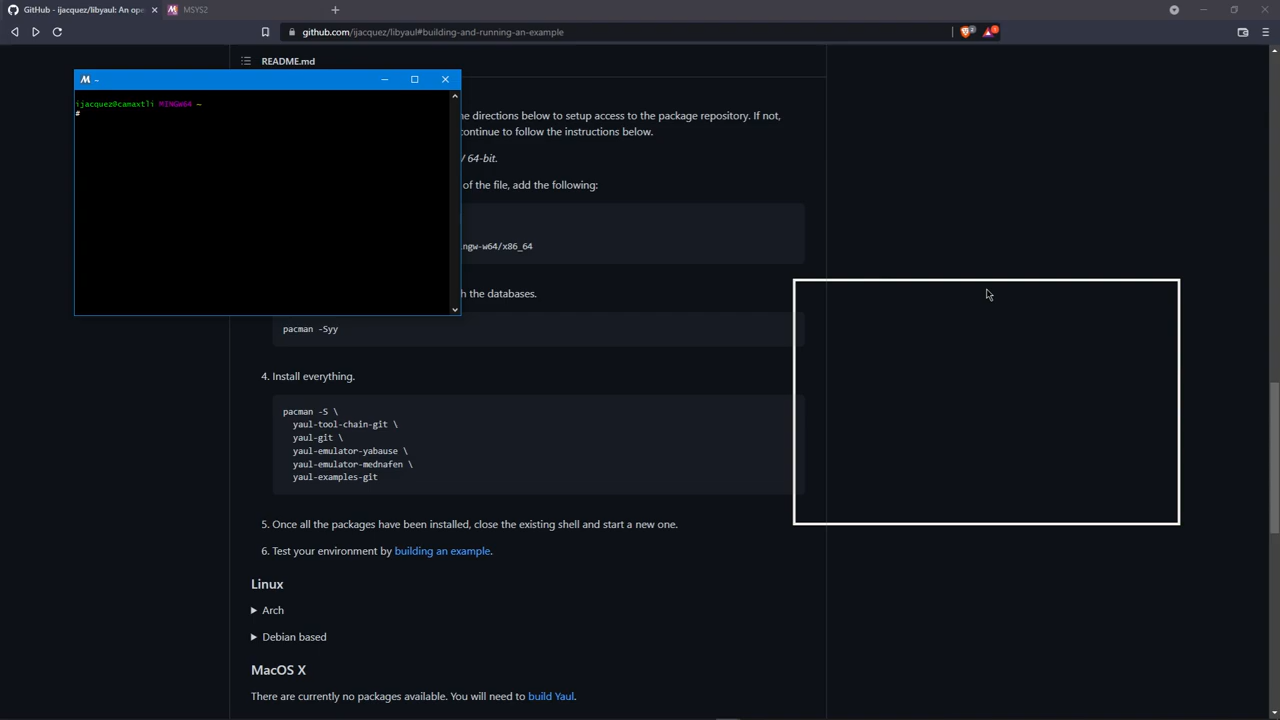 GitHub - ijacquez/libyaul: An ope
MSYS2
github.com/ijacquez/libyaul#building-and-running-an-example
README.md
~
ijacquez@camaxtli MINGW64 ~
#
e directions below to setup access to the package repository. If not,
continue to follow the instructions below.
/ 64-bit.
of the file, add the following:
ingw-w64/x86_64
h the databases.
pacman -Syy
4. Install everything.
pacman -S \
yaul-tool-chain-git \
yaul-git \
yaul-emulator-yabause \
yaul-emulator-mednafen \
yaul-examples-git
5. Once all the packages have been installed, close the existing shell and start a new one.
6. Test your environment by building an example.
Linux
Arch
Debian based
MacOS X
There are currently no packages available. You will need to build Yaul.